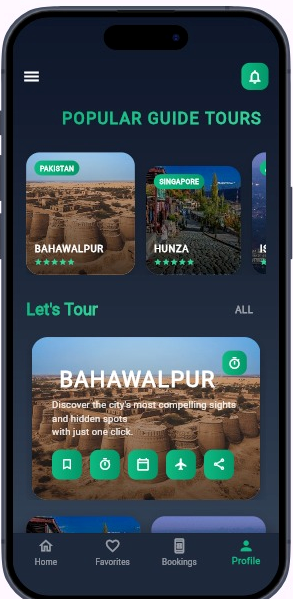 POPULAR GUIDE TOURS
PAKISTAN
BAHAWALPUR
SINGAPORE
HUNZA
IS
Let's Tour
ALL
BAHAWALPUR
Discover the city's most compelling sights
and hidden spots
with just one click.
Home
Favorites
Bookings
Profile